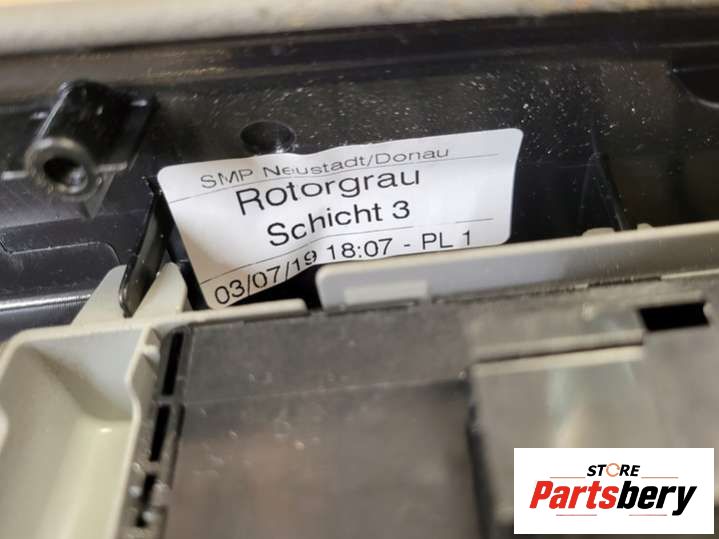 SMP Neustadt/Donau
Rotorgrau
Schicht 3
03/07/19 18:07 - PL 1
STORE
Partsbery